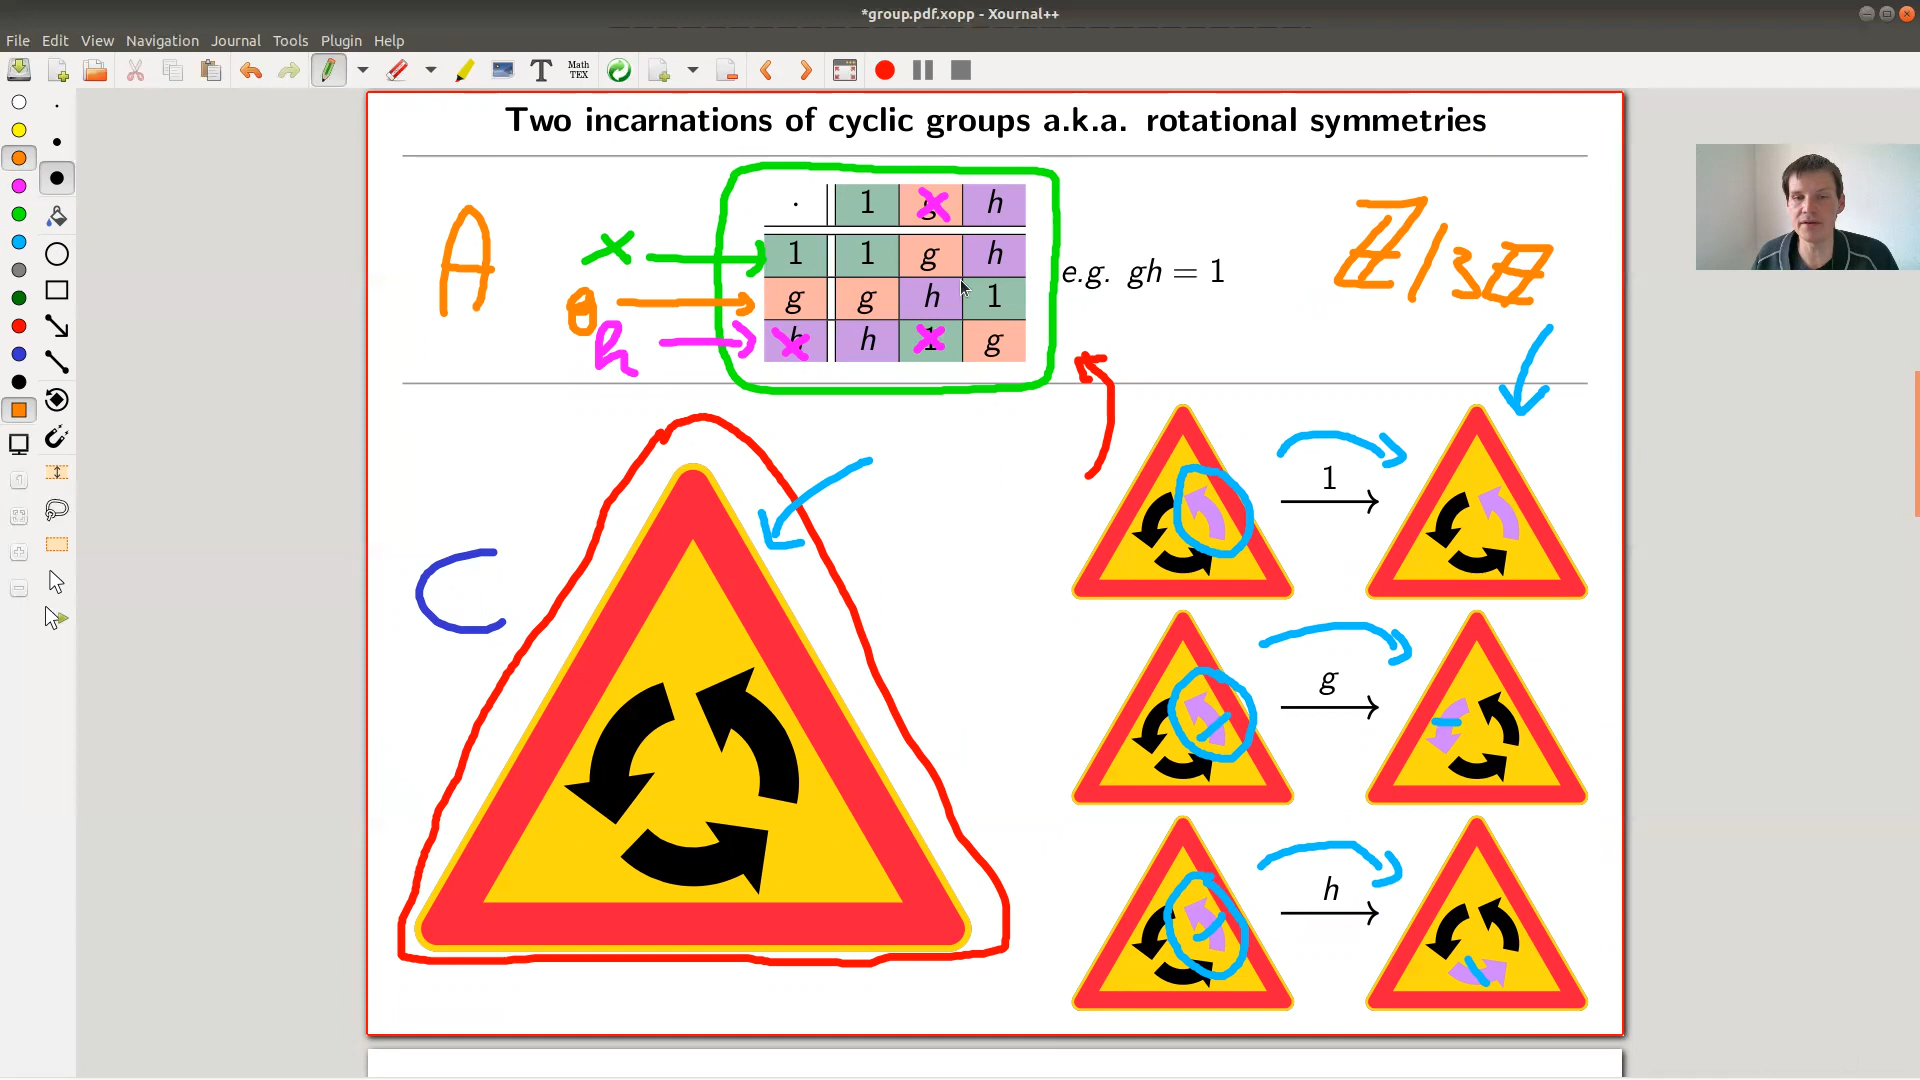 *group.pdf.xopp - Xournal++
File Edit View Navigation Journal Tools Plugin Help
Math
TEX
Two incarnations of cyclic groups a.k.a. rotational symmetries
· 1 h
1 1 g h
g g h 1
h g
e.g. gh = 1
A
x
g
h
ℤ/3ℤ
C
1
g
h